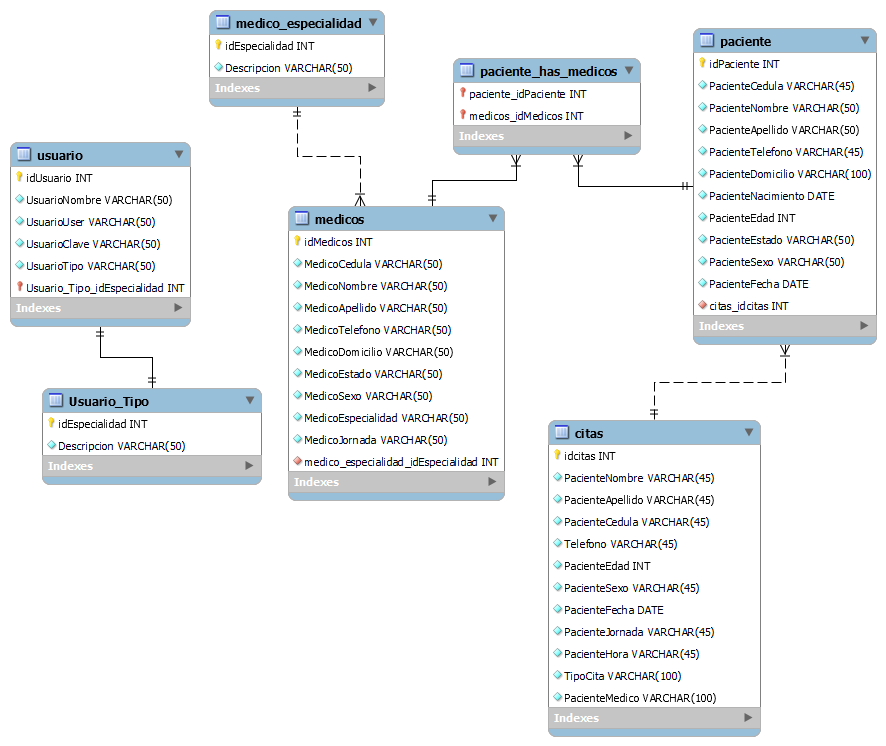 medico_especialidad
idEspecialidad INT
Descripcion VARCHAR(50)
Indexes
paciente_has_medicos
paciente_idPaciente INT
medicos_idMedicos INT
Indexes
paciente
idPaciente INT
PacienteCedula VARCHAR(45)
PacienteNombre VARCHAR(50)
PacienteApellido VARCHAR(50)
PacienteTelefono VARCHAR(45)
PacienteDomicilio VARCHAR(100)
PacienteNacimiento DATE
PacienteEdad INT
PacienteEstado VARCHAR(50)
PacienteSexo VARCHAR(50)
PacienteFecha DATE
citas_idcitas INT
Indexes
usuario
idUsuario INT
UsuarioNombre VARCHAR(50)
UsuarioUser VARCHAR(50)
UsuarioClave VARCHAR(50)
UsuarioTipo VARCHAR(50)
Usuario_Tipo_idEspecialidad INT
Indexes
medicos
idMedicos INT
MedicoCedula VARCHAR(50)
MedicoNombre VARCHAR(50)
MedicoApellido VARCHAR(50)
MedicoTelefono VARCHAR(50)
MedicoDomicilio VARCHAR(50)
MedicoEstado VARCHAR(50)
MedicoSexo VARCHAR(50)
MedicoEspecialidad VARCHAR(50)
MedicoJornada VARCHAR(50)
medico_especialidad_idEspecialidad INT
Indexes
Usuario_Tipo
idEspecialidad INT
Descripcion VARCHAR(50)
Indexes
citas
idcitas INT
PacienteNombre VARCHAR(45)
PacienteApellido VARCHAR(45)
PacienteCedula VARCHAR(45)
Telefono VARCHAR(45)
PacienteEdad INT
PacienteSexo VARCHAR(45)
PacienteFecha DATE
PacienteJornada VARCHAR(45)
PacienteHora VARCHAR(45)
TipoCita VARCHAR(100)
PacienteMedico VARCHAR(100)
Indexes